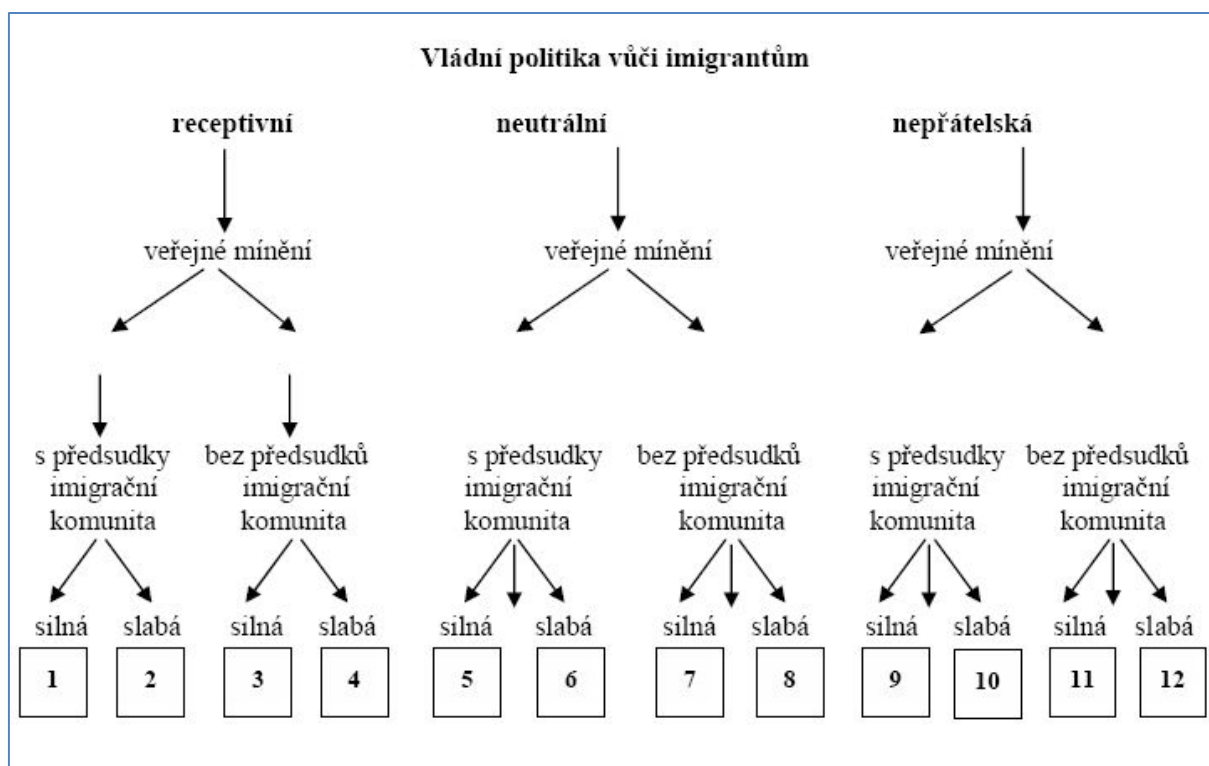 Vládní politika vůči imigrantům
receptivní neutrální nepřátelská
veřejné mínění veřejné mínění veřejné mínění
s předsudky bez předsudků s předsudky bez předsudků s předsudky bez předsudků
imigrační imigrační imigrační imigrační imigrační imigrační
komunita komunita komunita komunita komunita komunita
silná slabá silná slabá silná slabá silná slabá silná slabá silná slabá
1 2 3 4 5 6 7 8 9 10 11 12